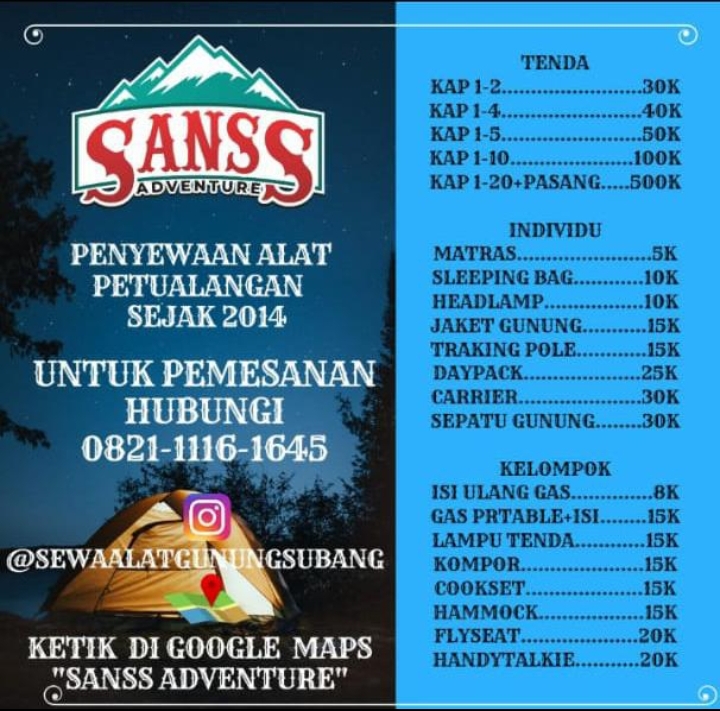 SANSS
ADVENTURE
PENYEWAAN ALAT
PETUALANGAN
SEJAK 2014
UNTUK PEMESANAN
HUBUNGI
0821-1116-1645
@SEWAALATGUNUNGSUBANG
KETIK DI GOOGLE MAPS
"SANSS ADVENTURE"
TENDA
KAP 1-2........................30K
KAP 1-4........................40K
KAP 1-5........................50K
KAP 1-10.....................100K
KAP 1-20+PASANG.....500K
INDIVIDU
MATRAS.......................5K
SLEEPING BAG............10K
HEADLAMP.................10K
JAKET GUNUNG...........15K
TRAKING POLE............15K
DAYPACK....................25K
CARRIER.....................30K
SEPATU GUNUNG........30K
KELOMPOK
ISI ULANG GAS..............8K
GAS PRTABLE+ISI........15K
LAMPU TENDA............15K
KOMPOR.....................15K
COOKSET....................15K
HAMMOCK..................15K
FLYSEAT....................20K
HANDYTALKIE...........20K